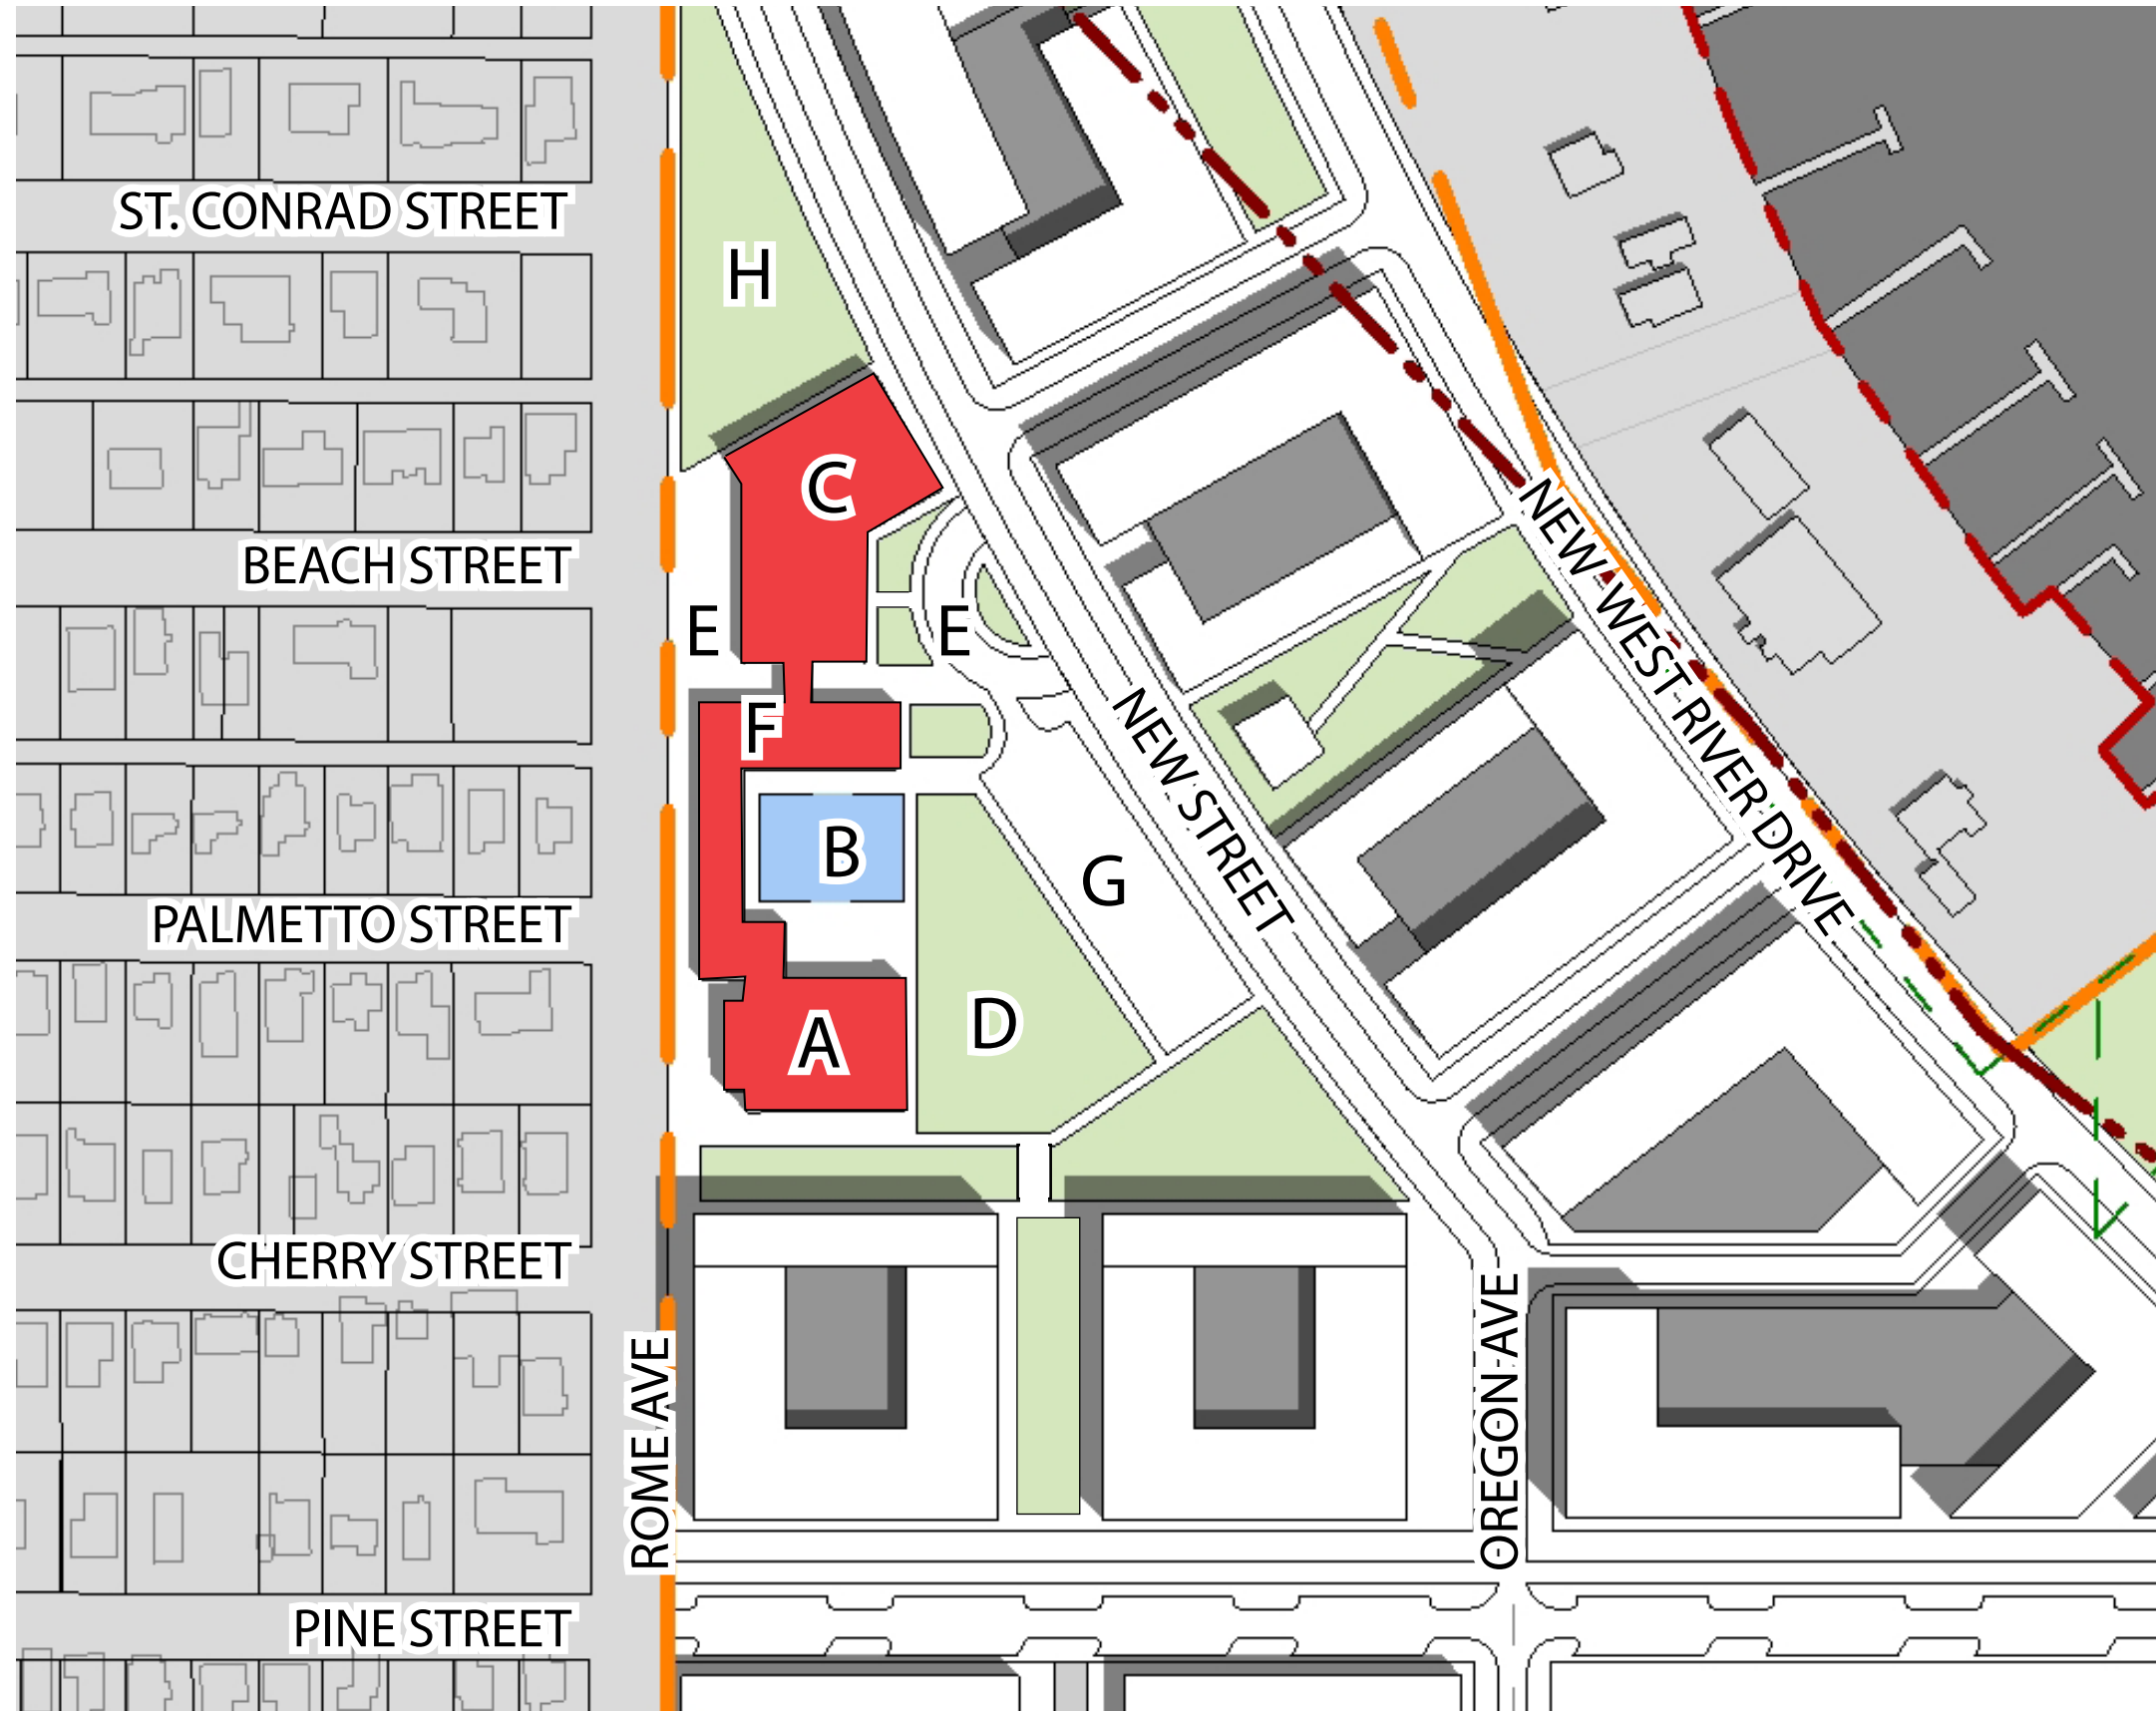 ST. CONRAD STREET
H
C
BEACH STREET
E
E
F
NEW WEST RIVER DRIVE
NEW STREET
B
G
PALMETTO STREET
D
A
CHERRY STREET
ROME AVE
OREGON AVE
PINE STREET